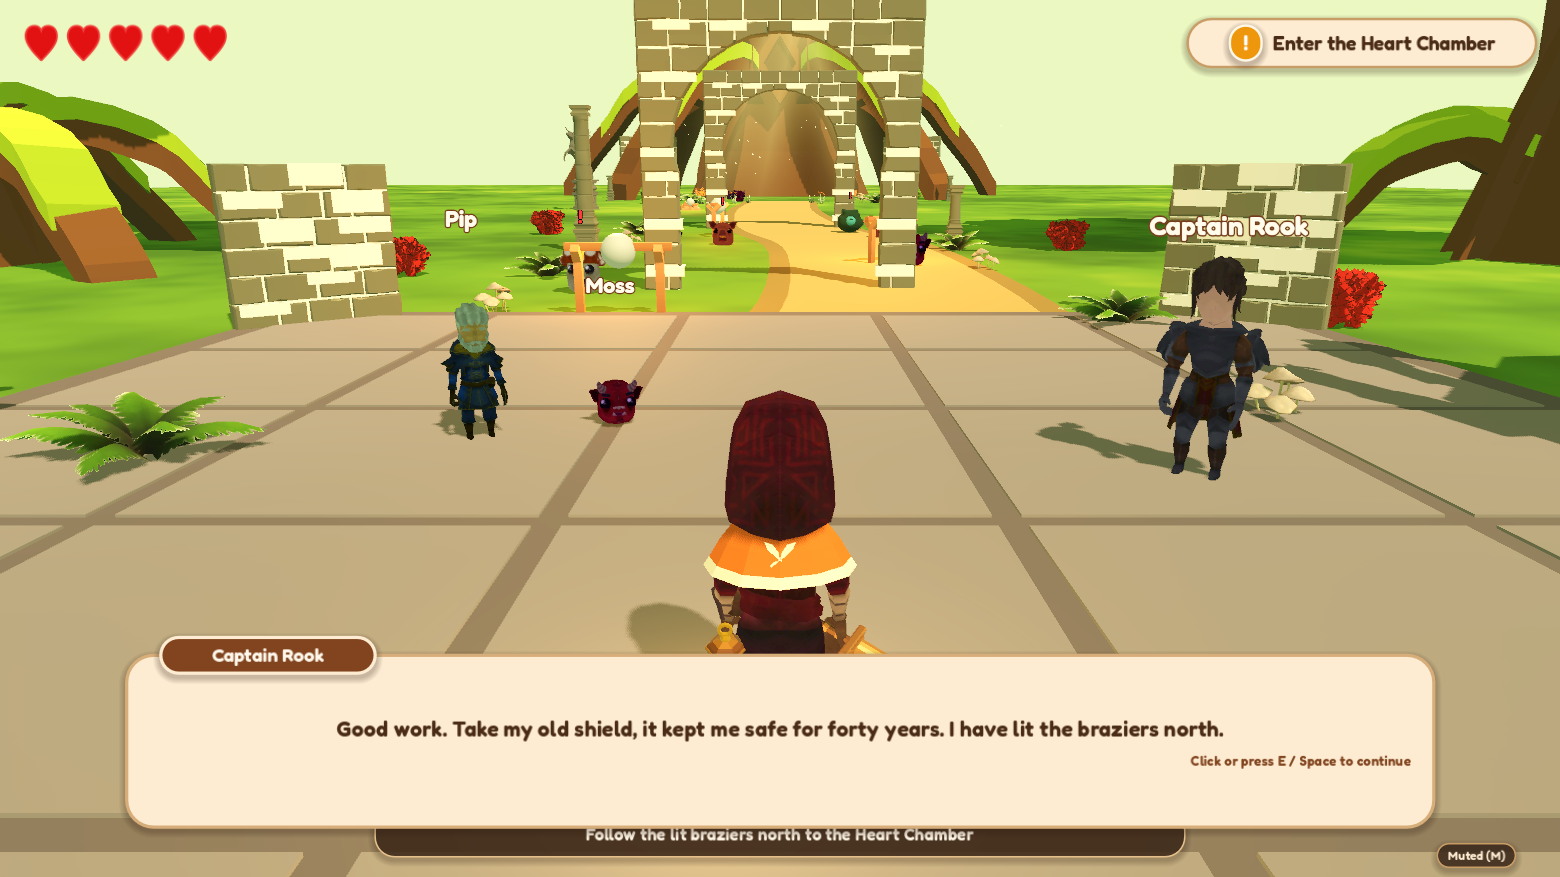 ! Enter the Heart Chamber
Pip
Captain Rook
Moss
Captain Rook
Good work. Take my old shield, it kept me safe for forty years. I have lit the braziers north.
Click or press E / Space to continue
Follow the lit braziers north to the Heart Chamber
Muted (M)